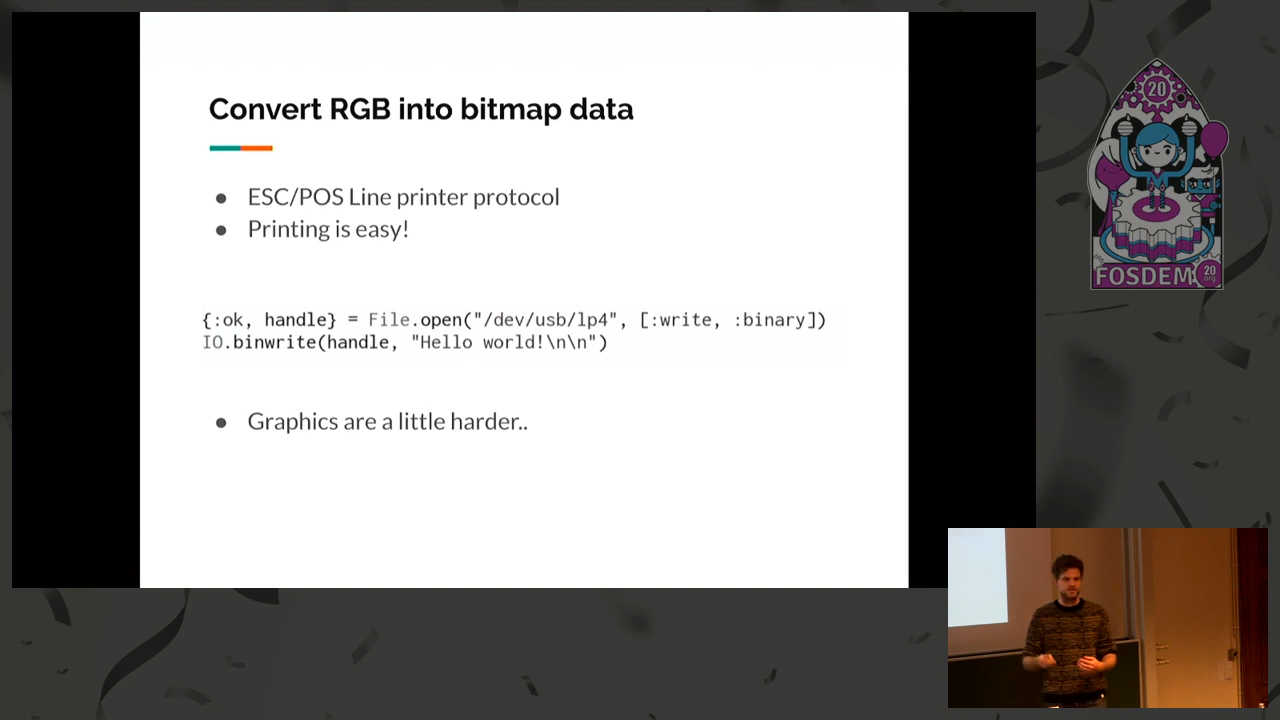 Convert RGB into bitmap data
● ESC/POS Line printer protocol
● Printing is easy!
{:ok, handle} = File.open("/dev/usb/lp4", [:write, :binary])
IO.binwrite(handle, "Hello world!\n\n")
● Graphics are a little harder..
20
FOSDEM
20
.org